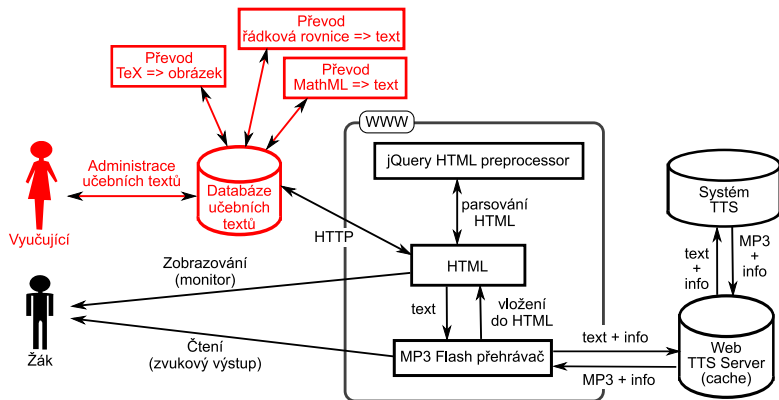 Převod
řádková rovnice => text
Převod
TeX => obrázek
Převod
MathML => text
WWW
jQuery HTML preprocessor
Administrace
učebních textů
Databáze
učebních
textů
Vyučující
parsování
HTML
Systém
TTS
HTTP
HTML
text
+
info
MP3
+
info
Zobrazování
(monitor)
text
vložení
do HTML
Žák
Čtení
(zvukový výstup)
MP3 Flash přehrávač
text + info
MP3 + info
Web
TTS Server
(cache)